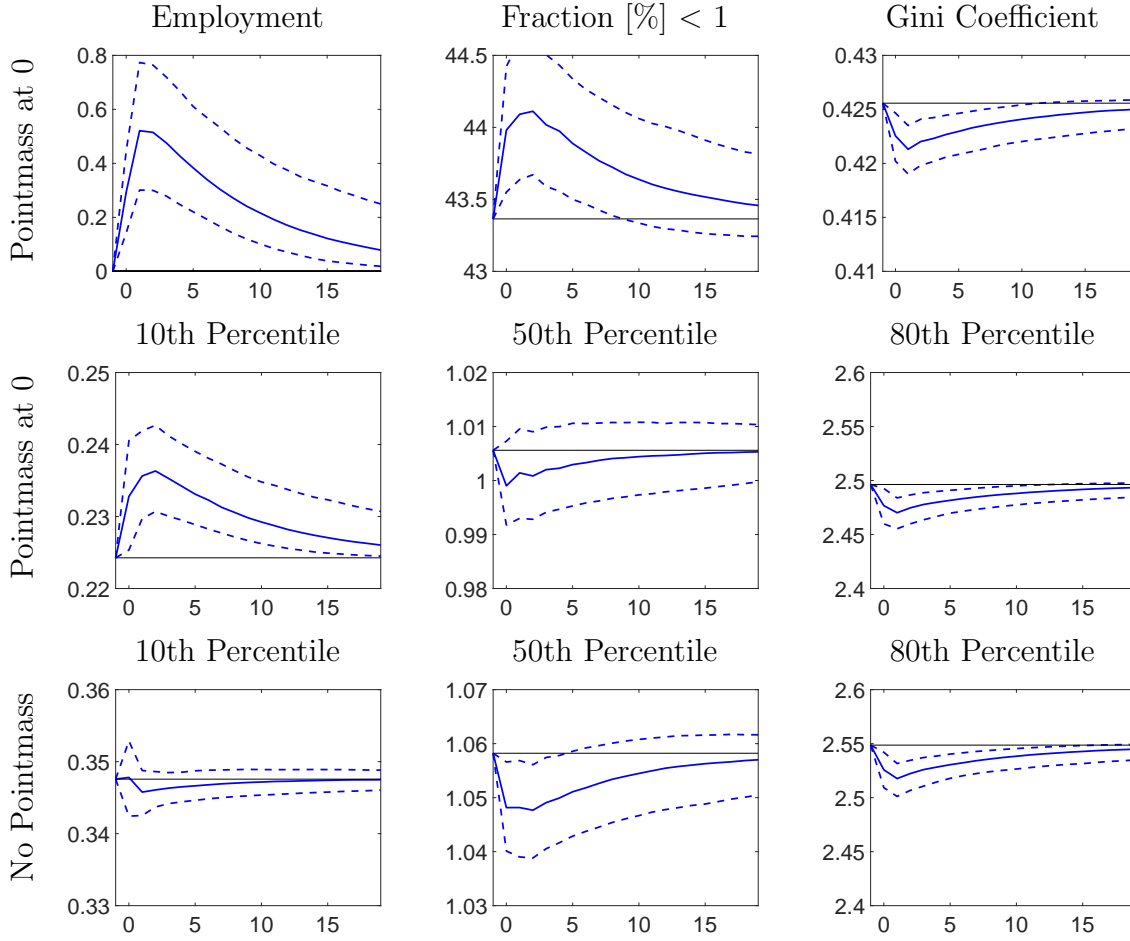 Employment
Fraction [%] < 1
Gini Coefficient
Pointmass at 0
0.8
0.6
0.4
0.2
0
0 5 10 15
44.5
44
43.5
43
0 5 10 15
0.43
0.425
0.42
0.415
0.41
0 5 10 15
10th Percentile
50th Percentile
80th Percentile
Pointmass at 0
0.25
0.24
0.23
0.22
0 5 10 15
1.02
1.01
1
0.99
0.98
0 5 10 15
2.6
2.55
2.5
2.45
2.4
0 5 10 15
10th Percentile
50th Percentile
80th Percentile
No Pointmass
0.36
0.35
0.34
0.33
0 5 10 15
1.07
1.06
1.05
1.04
1.03
0 5 10 15
2.6
2.55
2.5
2.45
2.4
0 5 10 15